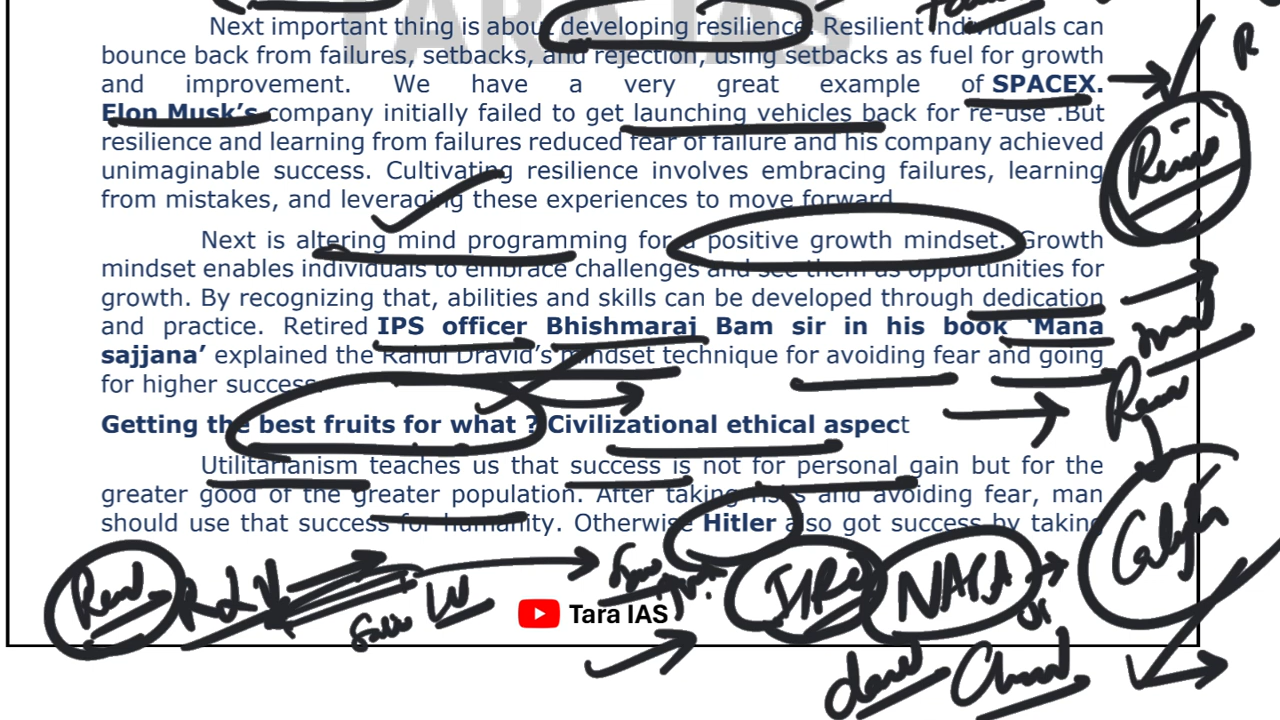 TARA IAS
Next important thing is about developing resilience. Resilient individuals can
bounce back from failures, setbacks, and rejection, using setbacks as fuel for growth
and improvement. We have a very great example of SPACEX.
Elon Musk's company initially failed to get launching vehicles back for re-use .But
resilience and learning from failures reduced fear of failure and his company achieved
unimaginable success. Cultivating resilience involves embracing failures, learning
from mistakes, and leveraging these experiences to move forward
Next is altering mind programming for a positive growth mindset. Growth
mindset enables individuals to embrace challenges and see them as opportunities for
growth. By recognizing that, abilities and skills can be developed through dedication
and practice. Retired IPS officer Bhishmaraj Bam sir in his book 'Mana
sajjana' explained the Rahul Dravid's mindset technique for avoiding fear and going
for higher success.
Getting the best fruits for what ? Civilizational ethical aspect
Utilitarianism teaches us that success is not for personal gain but for the
greater good of the greater population. After taking risks and avoiding fear, man
should use that success for humanity. Otherwise Hitler also got success by taking
NASA
Tara IAS